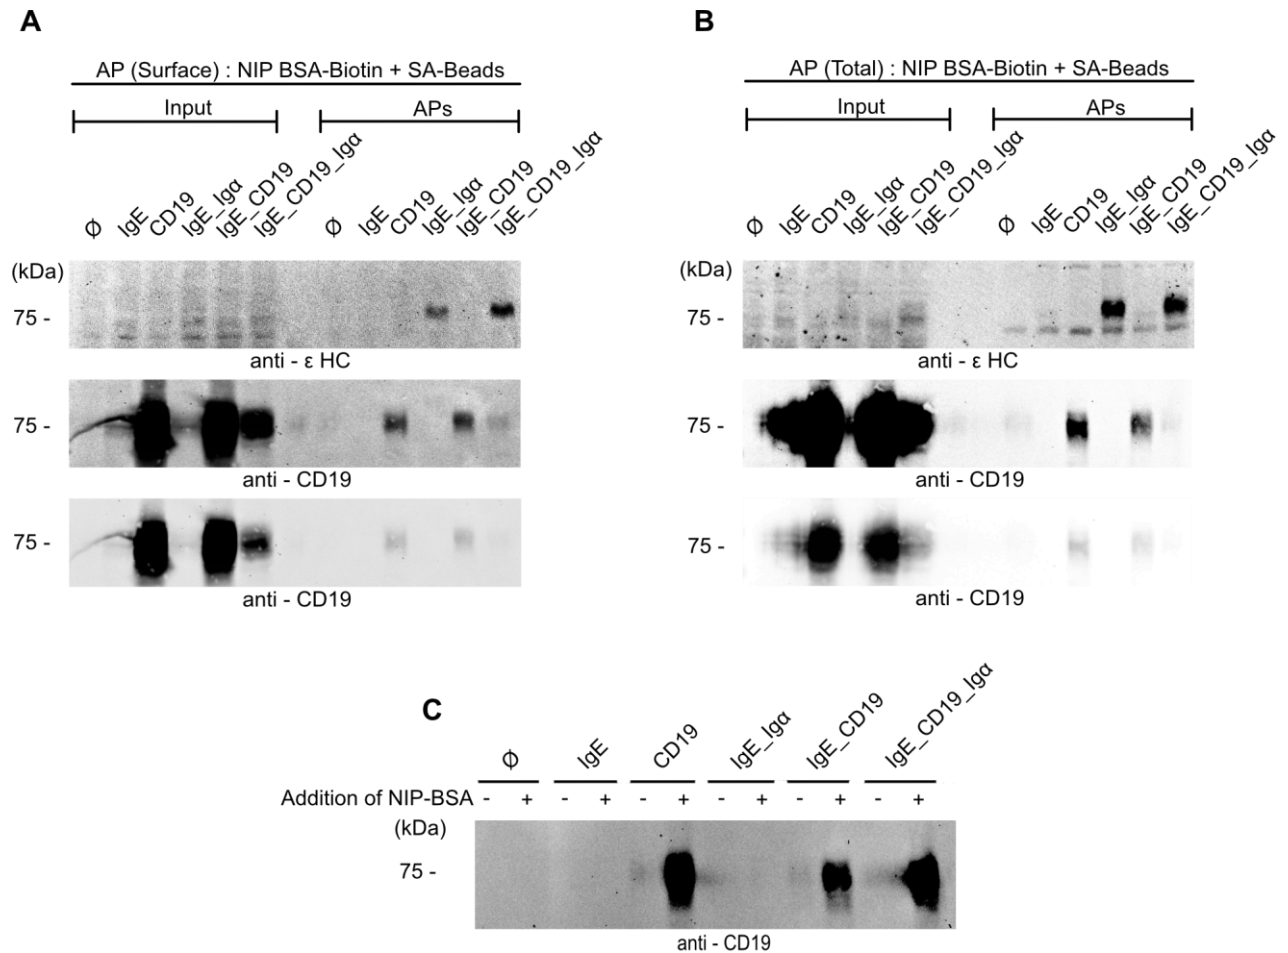 A
AP (Surface) : NIP BSA-Biotin + SA-Beads
Input APs
Ø IgE CD19 IgE_Igα IgE_CD19 IgE_CD19_Igα Ø IgE CD19 IgE_Igα IgE_CD19 IgE_CD19_Igα
(kDa)
75 -
anti - ε HC
75 -
anti - CD19
75 -
anti - CD19
B
AP (Total) : NIP BSA-Biotin + SA-Beads
Input APs
Ø IgE CD19 IgE_Igα IgE_CD19 IgE_CD19_Igα Ø IgE CD19 IgE_Igα IgE_CD19 IgE_CD19_Igα
(kDa)
75 -
anti - ε HC
75 -
anti - CD19
75 -
anti - CD19
C
Ø IgE CD19 IgE_Igα IgE_CD19 IgE_CD19_Igα
Addition of NIP-BSA - + - + - + - + - + - +
(kDa)
75 -
anti - CD19